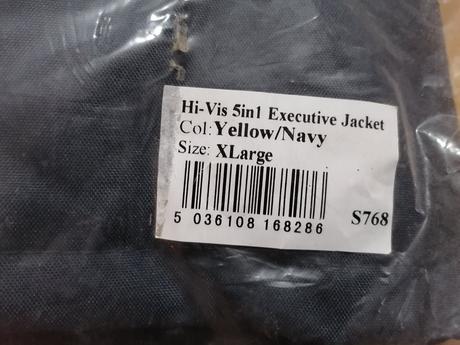 Hi-Vis 5in1 Executive Jacket
Col:Yellow/Navy
Size: XLarge
5 036108 168286
S768